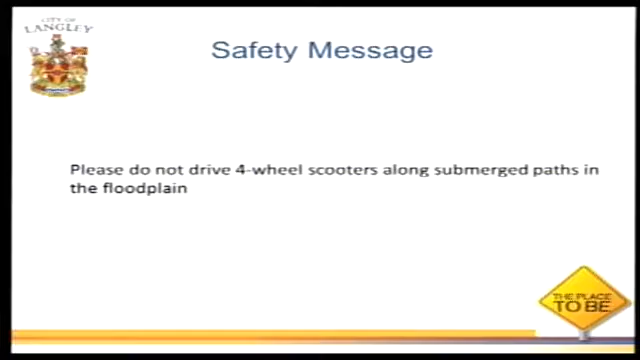 CITY OF
LANGLEY
Safety Message
Please do not drive 4-wheel scooters along submerged paths in
the floodplain
THE PLACE
TO BE